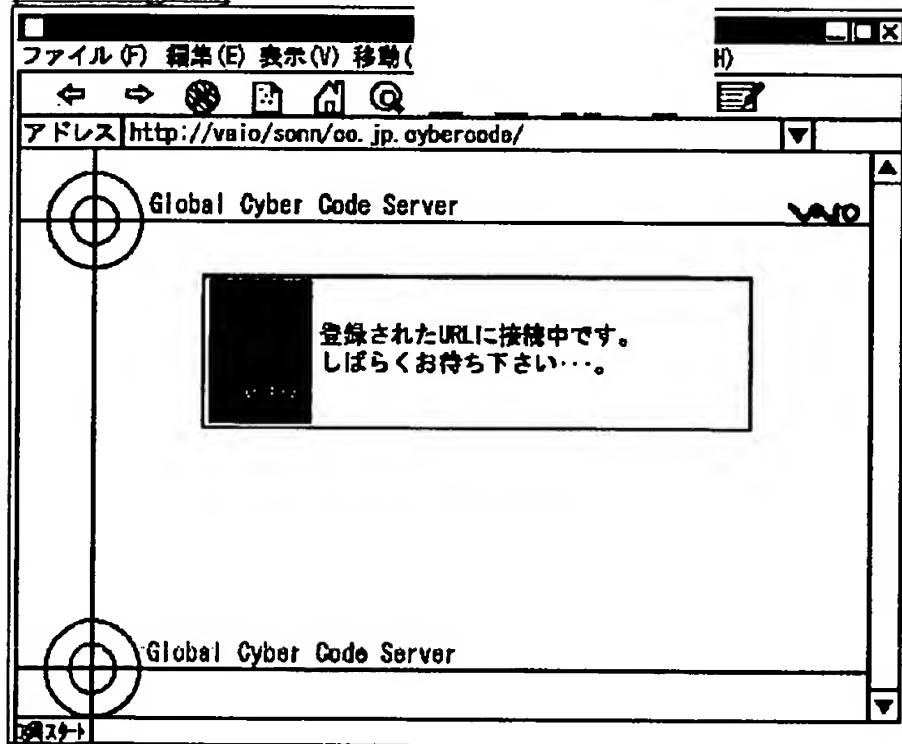 ファイル(F) 編集(E) 表示(V) 移動( H)
アドレス http://vaio/sonn/co.jp.cybercode/
Global Cyber Code Server
VAIO
登録されたURLに接続中です。
しばらくお待ち下さい・・・。
Global Cyber Code Server
スタート